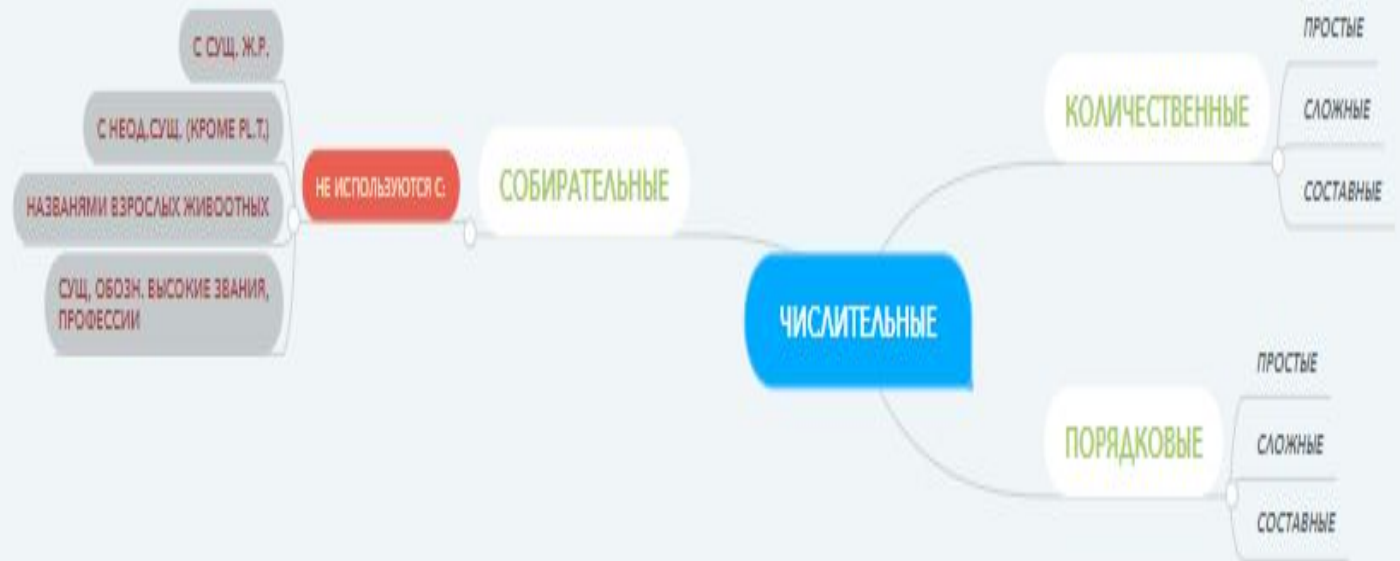 С СУЩ. Ж.Р.
С НЕОД.СУЩ. (КРОМЕ PL.T.)
НАЗВАНЯМИ ВЗРОСЛЫХ ЖИВООТНЫХ
СУЩ, ОБОЗН. ВЫСОКИЕ ЗВАНИЯ,
ПРОФЕССИИ
НЕ ИСПОЛЬЗУЮТСЯ С:
СОБИРАТЕЛЬНЫЕ
ЧИСЛИТЕЛЬНЫЕ
КОЛИЧЕСТВЕННЫЕ
ПРОСТЫЕ
СЛОЖНЫЕ
СОСТАВНЫЕ
ПОРЯДКОВЫЕ
ПРОСТЫЕ
СЛОЖНЫЕ
СОСТАВНЫЕ